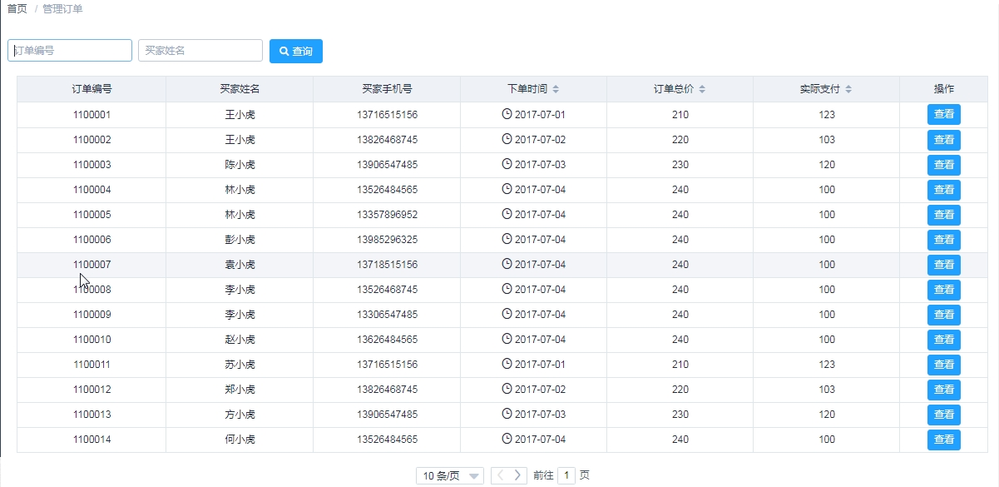 首页 / 管理订单
订单编号 买家姓名 查询
订单编号 买家姓名 买家手机号 下单时间 订单总价 实际支付 操作
1100001 王小虎 13716515156 2017-07-01 210 123 查看
1100002 王小虎 13826468745 2017-07-02 220 103 查看
1100003 陈小虎 13906547485 2017-07-03 230 120 查看
1100004 林小虎 13526484565 2017-07-04 240 100 查看
1100005 林小虎 13357896952 2017-07-04 240 100 查看
1100006 彭小虎 13985296325 2017-07-04 240 100 查看
1100007 袁小虎 13718515156 2017-07-04 240 100 查看
1100008 李小虎 13526468745 2017-07-04 240 100 查看
1100009 李小虎 13306547485 2017-07-04 240 100 查看
1100010 赵小虎 13626484565 2017-07-04 240 100 查看
1100011 苏小虎 13716515156 2017-07-01 210 123 查看
1100012 郑小虎 13826468745 2017-07-02 220 103 查看
1100013 方小虎 13906547485 2017-07-03 230 120 查看
1100014 何小虎 13526484565 2017-07-04 240 100 查看
10 条/页 前往 1 页